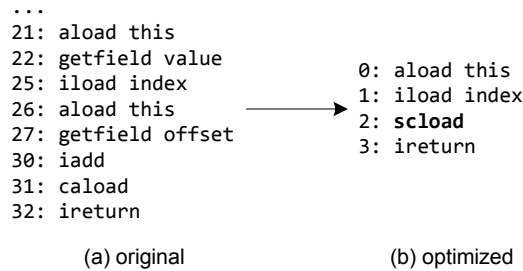 ...
21: aload this
22: getfield value
25: iload index
26: aload this
27: getfield offset
30: iadd
31: caload
32: ireturn
(a) original
0: aload this
1: iload index
2: scload
3: ireturn
(b) optimized